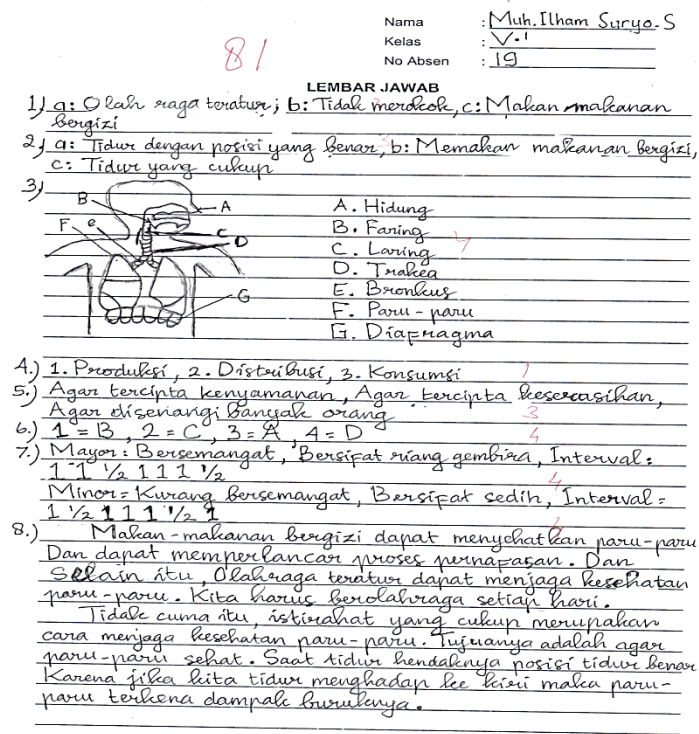 Nama : Muh. Ilham Suryo. S
Kelas : V.1
No Absen : 19
81
LEMBAR JAWAB
1) a: Olah raga teratur; b: Tidak merokok, c: Makan makanan
bergizi
2) a: Tidur dengan posisi yang benar, b: Memakan makanan bergizi,
c: Tidur yang cukup
3)
B
A
F
e
C
D
G
A. Hidung
B. Faring
C. Laring
D. Trakea
E. Bronkus
F. Paru-paru
G. Diafragma
4.) 1. Produksi, 2. Distribusi, 3. Konsumsi
5.) Agar tercipta kenyamanan, Agar tercipta keserasihan,
Agar disenangi banyak orang 3
6.) 1 = B, 2 = C, 3 = A, 4 = D 4
7.) Mayor: Bersemangat, Bersifat riang gembira, Interval:
1 1 1/2 1 1 1 1/2
Minor = Kurang bersemangat, Bersifat sedih, Interval =
1 1/2 1 1 1/2 1
8.) Makan-makanan bergizi dapat menyehatkan paru-paru
Dan dapat memperlancar proses pernafasan. Dan
Selain itu, Olahraga teratur dapat menjaga kesehatan
paru-paru. Kita harus berolahraga setiap hari.
Tidak cuma itu, istirahat yang cukup merupakan
cara menjaga kesehatan paru-paru. Tujuanya adalah agar
paru-paru sehat. Saat tidur hendaknya posisi tidur benar
Karena jika kita tidur menghadap ke kiri maka paru-
paru terkena dampak buruknya.